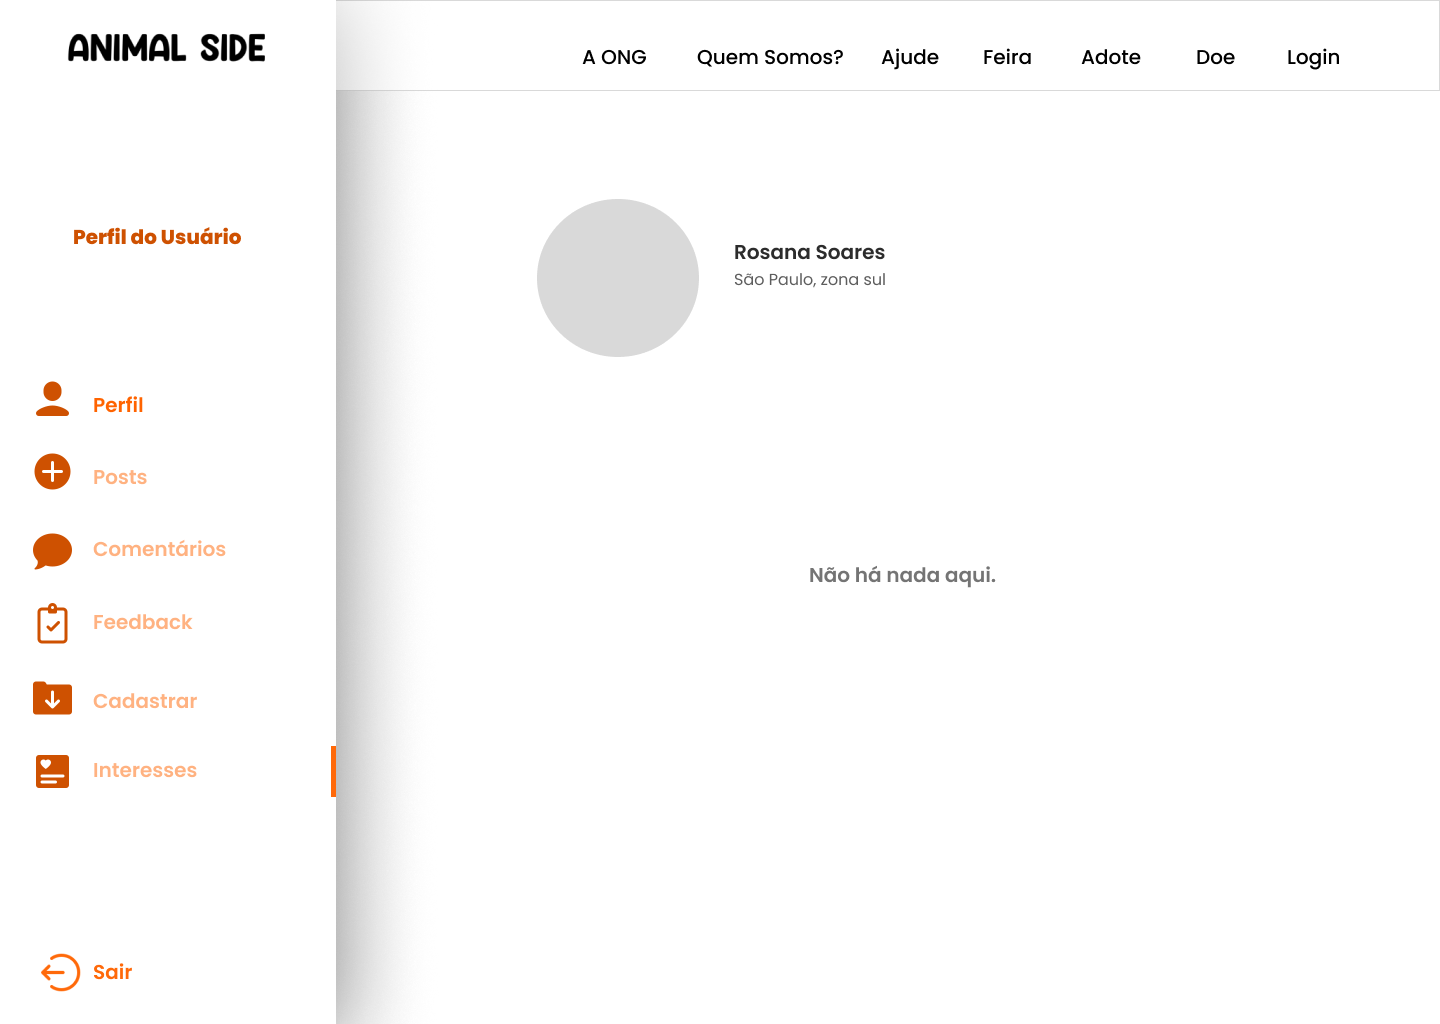 ANIMAL SIDE
A ONG Quem Somos? Ajude Feira Adote Doe Login
Perfil do Usuário
Rosana Soares
São Paulo, zona sul
Perfil
Posts
Comentários
Feedback
Cadastrar
Interesses
Não há nada aqui.
Sair